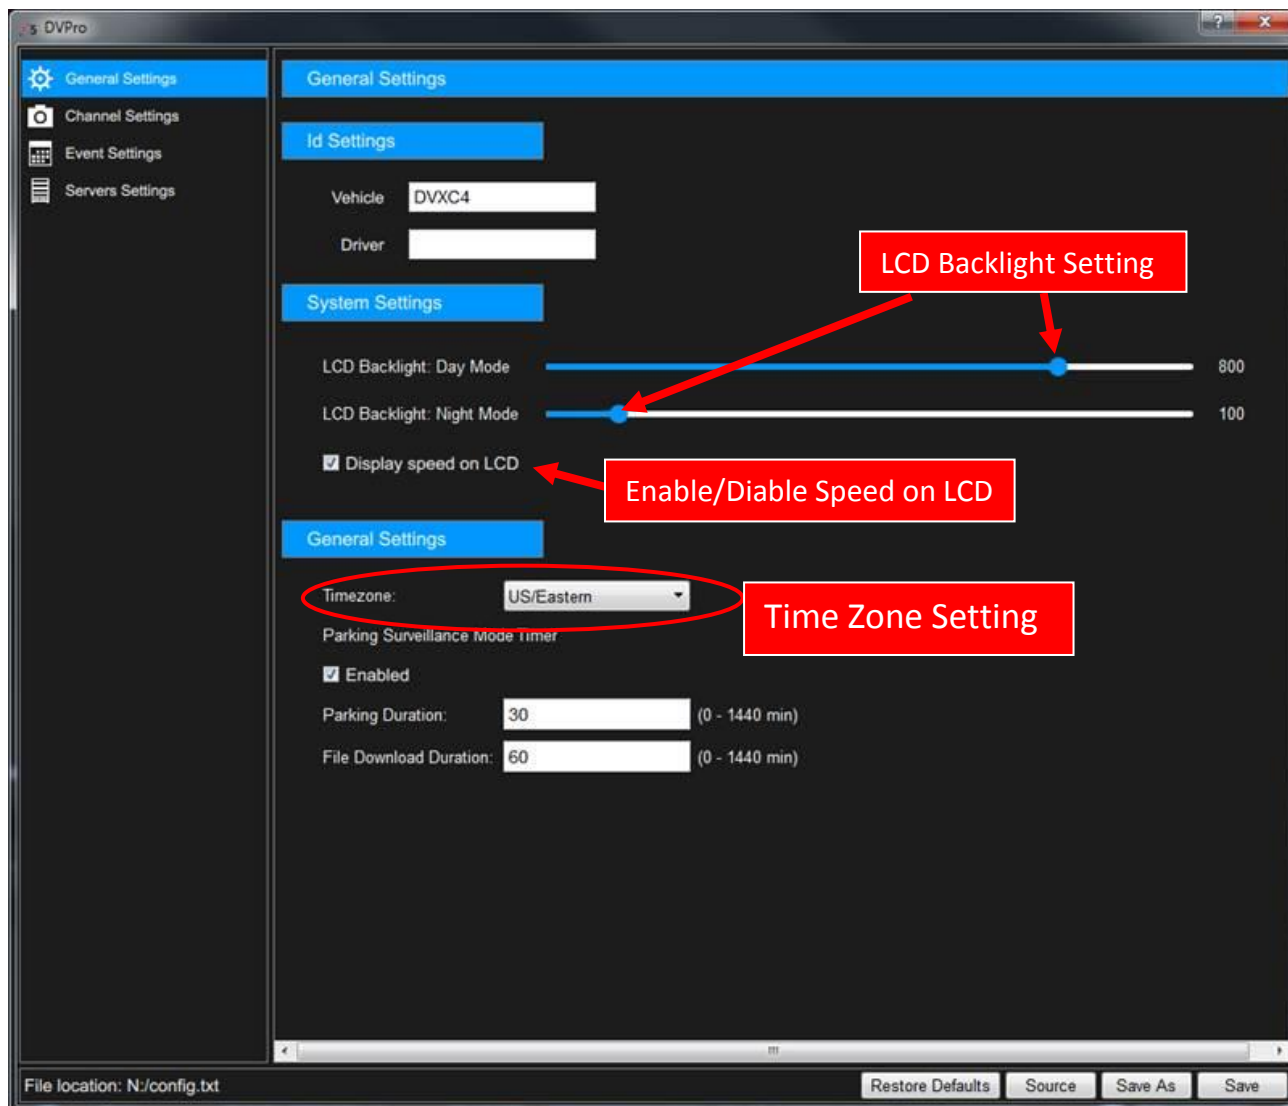 DVPro
General Settings
Channel Settings
Event Settings
Servers Settings
General Settings
Id Settings
Vehicle DVXC4
Driver
LCD Backlight Setting
System Settings
LCD Backlight: Day Mode 800
LCD Backlight: Night Mode 100
Display speed on LCD
Enable/Diable Speed on LCD
General Settings
Timezone: US/Eastern
Time Zone Setting
Parking Surveillance Mode Timer
Enabled
Parking Duration: 30 (0 - 1440 min)
File Download Duration: 60 (0 - 1440 min)
File location: N:/config.txt Restore Defaults Source Save As Save